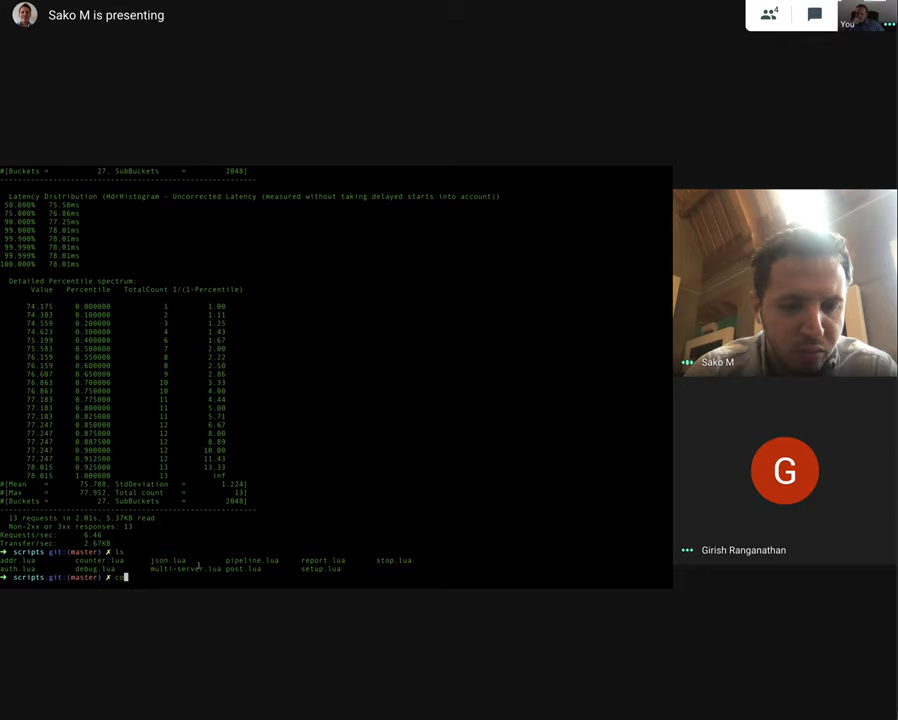 Sako M is presenting
4
You
#[Buckets = 27, SubBuckets = 2048]
----------------------------------------------------------
Latency Distribution (HdrHistogram - Uncorrected Latency (measured without taking delayed starts into account))
50.000% 75.58ms
75.000% 76.86ms
90.000% 77.25ms
99.000% 78.01ms
99.900% 78.01ms
99.990% 78.01ms
99.999% 78.01ms
100.000% 78.01ms
Detailed Percentile spectrum:
Value Percentile TotalCount 1/(1-Percentile)
74.175 0.000000 1 1.00
74.303 0.100000 2 1.11
74.559 0.200000 3 1.25
74.623 0.300000 4 1.43
75.199 0.400000 6 1.67
75.583 0.500000 7 2.00
76.159 0.550000 8 2.22
76.159 0.600000 8 2.50
76.607 0.650000 9 2.86
76.863 0.700000 10 3.33
76.863 0.750000 10 4.00
77.183 0.775000 11 4.44
77.183 0.800000 11 5.00
77.183 0.825000 11 5.71
77.247 0.850000 12 6.67
77.247 0.875000 12 8.00
77.247 0.887500 12 8.89
77.247 0.900000 12 10.00
77.247 0.912500 12 11.43
78.015 0.925000 13 13.33
78.015 1.000000 13 inf
#[Mean = 75.788, StdDeviation = 1.224]
#[Max = 77.952, Total count = 13]
#[Buckets = 27, SubBuckets = 2048]
----------------------------------------------------------
13 requests in 2.01s, 5.37KB read
Non-2xx or 3xx responses: 13
Requests/sec: 6.46
Transfer/sec: 2.67KB
➜ scripts git:(master) ✗ ls
addr.lua counter.lua json.lua pipeline.lua report.lua stop.lua
auth.lua debug.lua multi-server.lua post.lua setup.lua
➜ scripts git:(master) ✗ co
Sako M
G
Girish Ranganathan